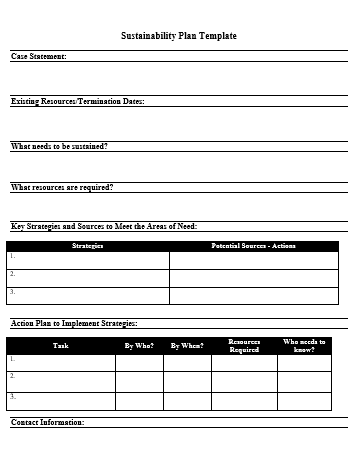 Sustainability Plan Template
Case Statement:
Existing Resources/Termination Dates:
What needs to be sustained?
What resources are required?
Key Strategies and Sources to Meet the Areas of Need:
Strategies Potential Sources - Actions
1.
2.
3.
Action Plan to Implement Strategies:
Task By Who? By When? Resources Required Who needs to know?
1.
2.
3.
Contact Information: